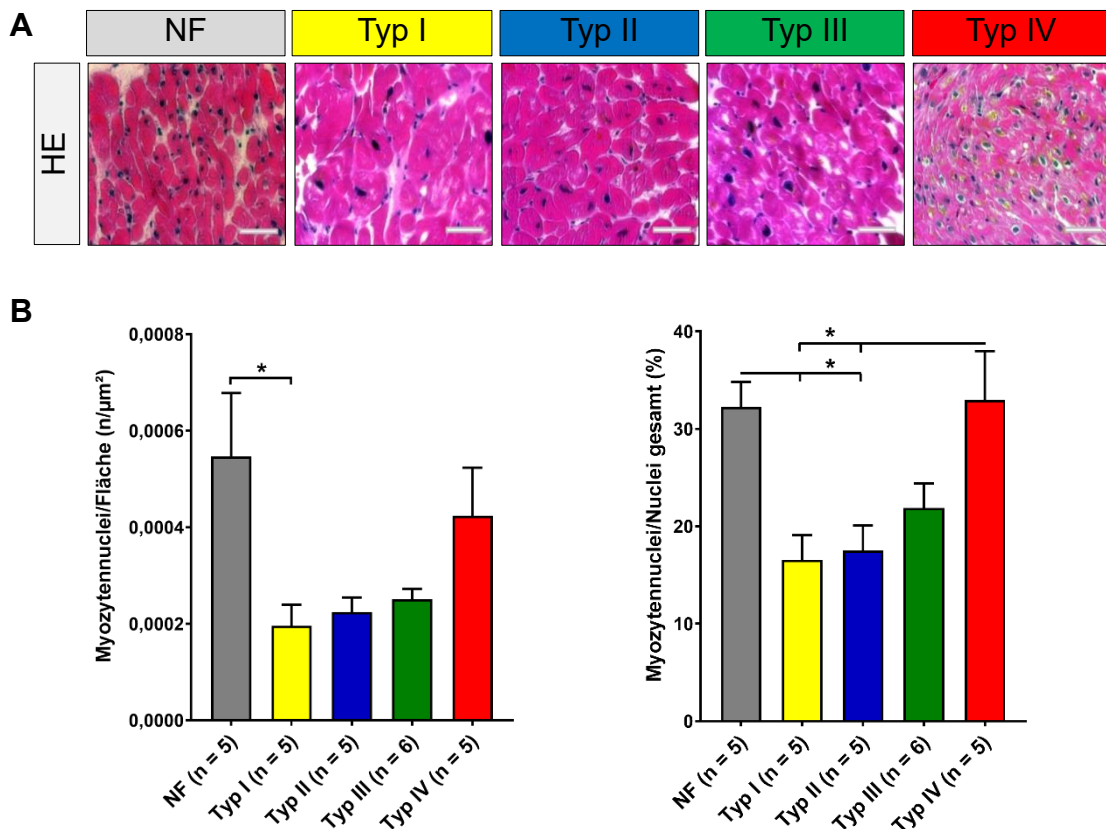 A
NF Typ I Typ II Typ III Typ IV
HE
B
Myozytennuclei/Fläche (n/µm²)
0,0008
0,0006
0,0004
0,0002
0,0000
*
NF (n = 5) Typ I (n = 5) Typ II (n = 5) Typ III (n = 6) Typ IV (n = 5)
Myozytennuclei/Nuclei gesamt (%)
40
30
20
10
0
*
*
NF (n = 5) Typ I (n = 5) Typ II (n = 5) Typ III (n = 6) Typ IV (n = 5)